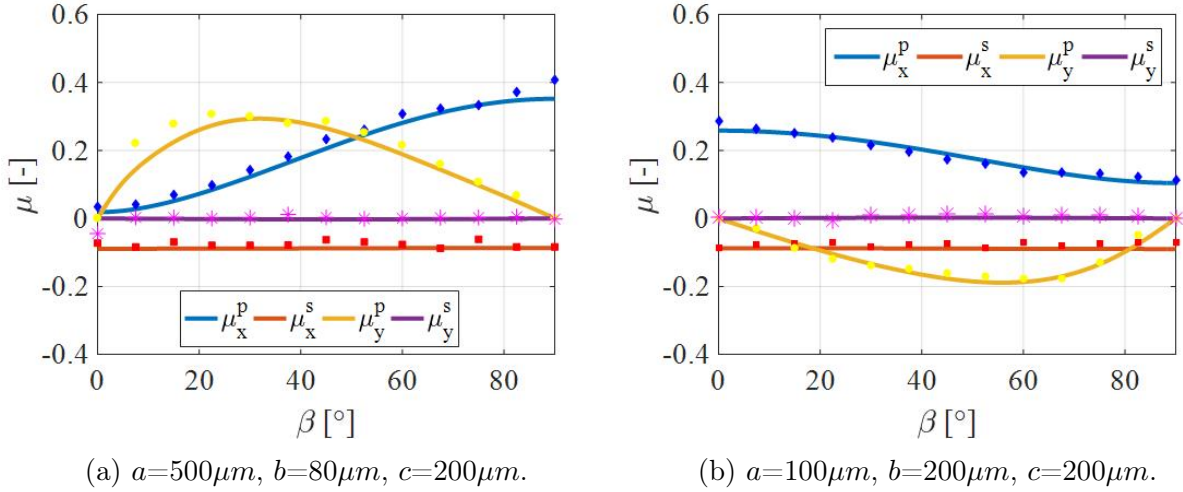 0.6
0.4
0.2
0
-0.2
-0.4
μ [-]
0 20 40 60 80
β [°]
μ_x^p μ_x^s μ_y^p μ_y^s
(a) a=500μm, b=80μm, c=200μm.
0.6
0.4
0.2
0
-0.2
-0.4
μ [-]
0 20 40 60 80
β [°]
μ_x^p μ_x^s μ_y^p μ_y^s
(b) a=100μm, b=200μm, c=200μm.